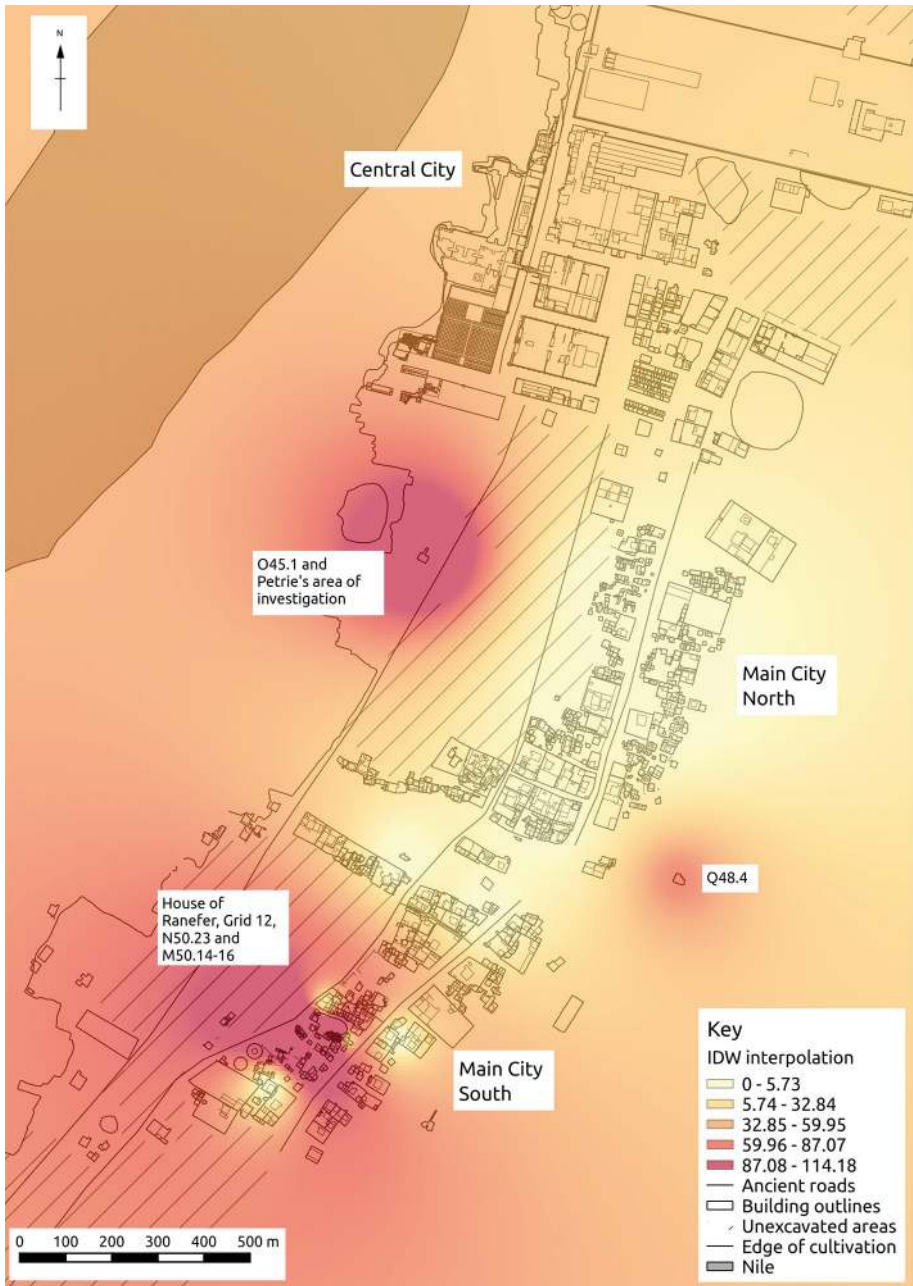 N
Central City
O45.1 and
Petrie's area of
investigation
Main City
North
Q48.4
House of
Ranefer, Grid 12,
N50.23 and
M50.14-16
Main City
South
Key
IDW interpolation
0 - 5.73
5.74 - 32.84
32.85 - 59.95
59.96 - 87.07
87.08 - 114.18
Ancient roads
Building outlines
Unexcavated areas
Edge of cultivation
Nile
0 100 200 300 400 500 m